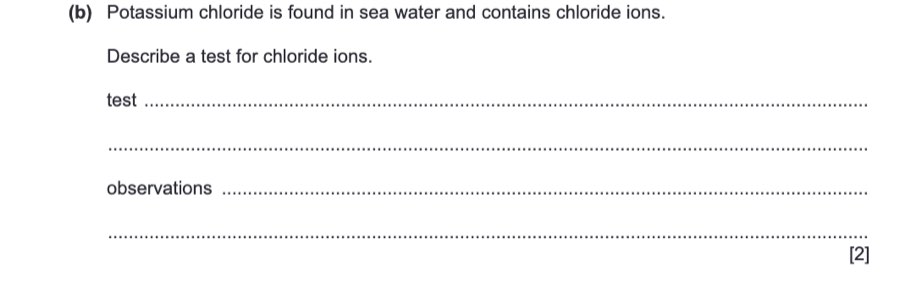 (b) Potassium chloride is found in sea water and contains chloride ions.
Describe a test for chloride ions.
test ..........................................................................................................................................
..........................................................................................................................................
observations ..........................................................................................................................................
..........................................................................................................................................
[2]